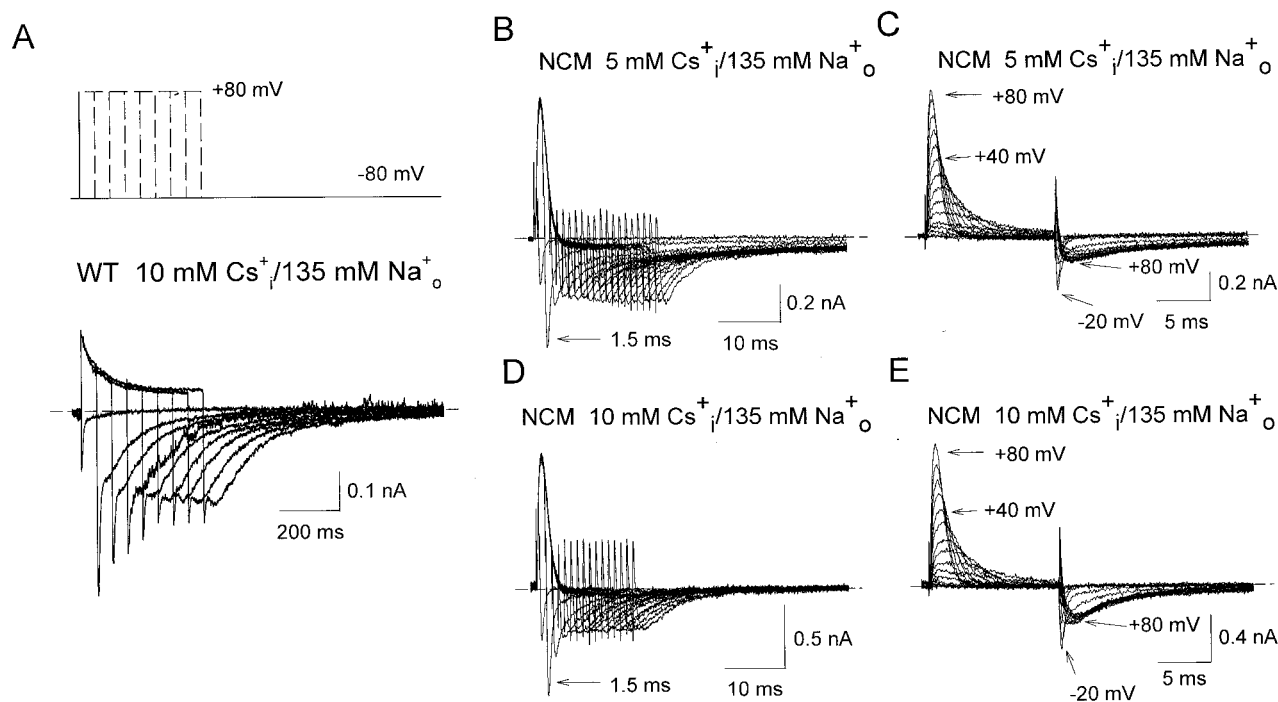 A
+80 mV
-80 mV
WT 10 mM Cs⁺ᵢ/135 mM Na⁺ₒ
0.1 nA
200 ms
B
NCM 5 mM Cs⁺ᵢ/135 mM Na⁺ₒ
1.5 ms
0.2 nA
10 ms
C
NCM 5 mM Cs⁺ᵢ/135 mM Na⁺ₒ
+80 mV
+40 mV
+80 mV
-20 mV
0.2 nA
5 ms
D
NCM 10 mM Cs⁺ᵢ/135 mM Na⁺ₒ
1.5 ms
0.5 nA
10 ms
E
NCM 10 mM Cs⁺ᵢ/135 mM Na⁺ₒ
+80 mV
+40 mV
+80 mV
-20 mV
0.4 nA
5 ms